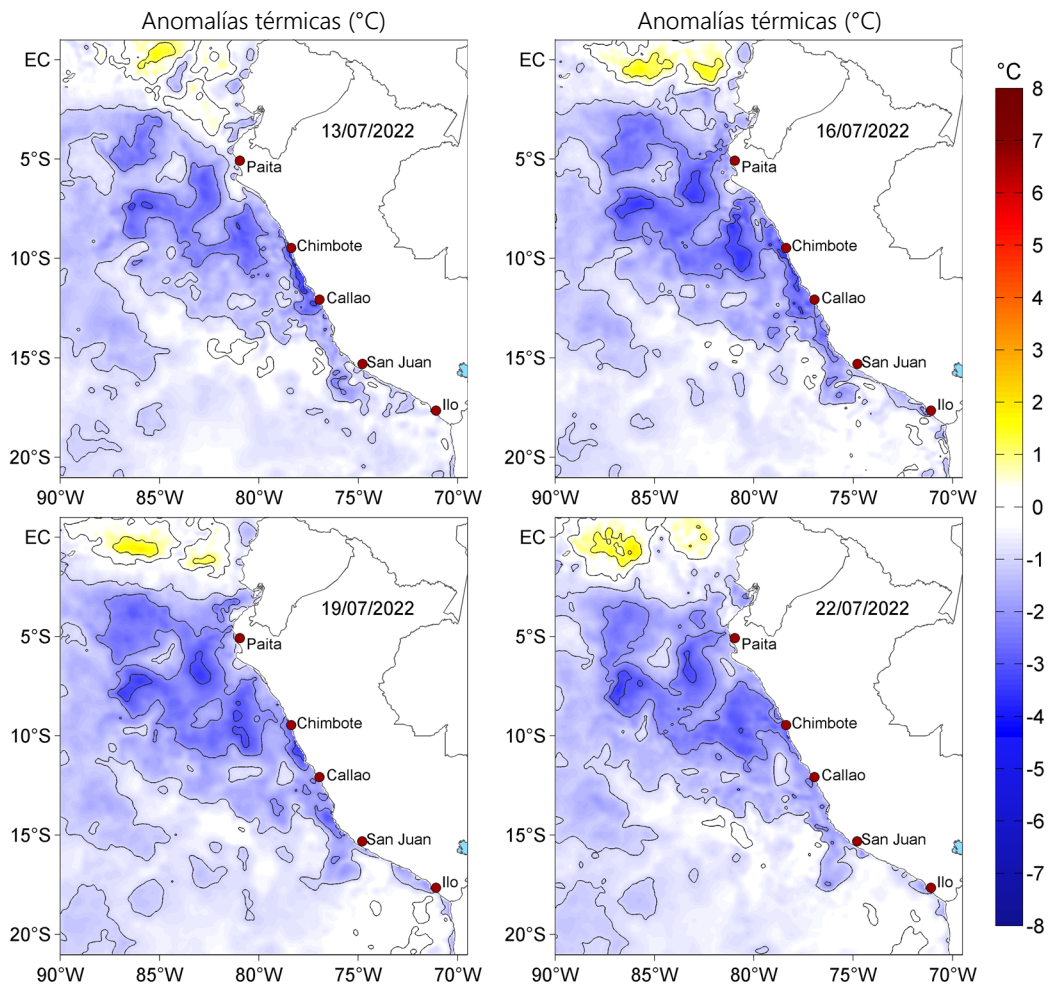 Anomalías térmicas (°C)
Anomalías térmicas (°C)
EC
5°S
10°S
15°S
20°S
90°W
85°W
80°W
75°W
70°W
13/07/2022
Paita
Chimbote
Callao
San Juan
Ilo
EC
5°S
10°S
15°S
20°S
90°W
85°W
80°W
75°W
70°W
16/07/2022
Paita
Chimbote
Callao
San Juan
Ilo
EC
5°S
10°S
15°S
20°S
90°W
85°W
80°W
75°W
70°W
19/07/2022
Paita
Chimbote
Callao
San Juan
Ilo
EC
5°S
10°S
15°S
20°S
90°W
85°W
80°W
75°W
70°W
22/07/2022
Paita
Chimbote
Callao
San Juan
Ilo
°C
8
7
6
5
4
3
2
1
0
-1
-2
-3
-4
-5
-6
-7
-8